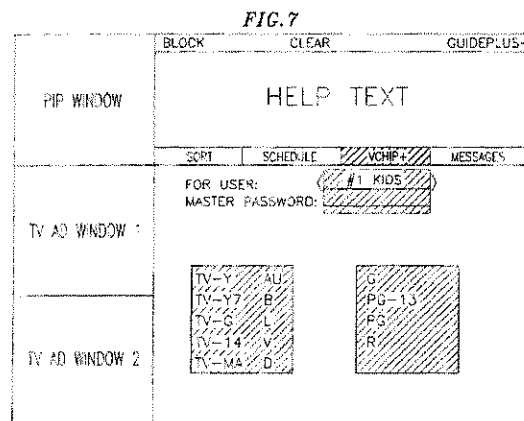 FIG. 7
BLOCK CLEAR GUIDEPLUS+
PIP WINDOW
HELP TEXT
SORT SCHEDULE VCHIP+ MESSAGES
FOR USER: #1 KIDS
MASTER PASSWORD:
TV AD WINDOW 1
TV-Y AU
TV-Y7 B
TV-G L
TV-14 V
TV-MA D
G
PG-13
PG
R
TV AD WINDOW 2